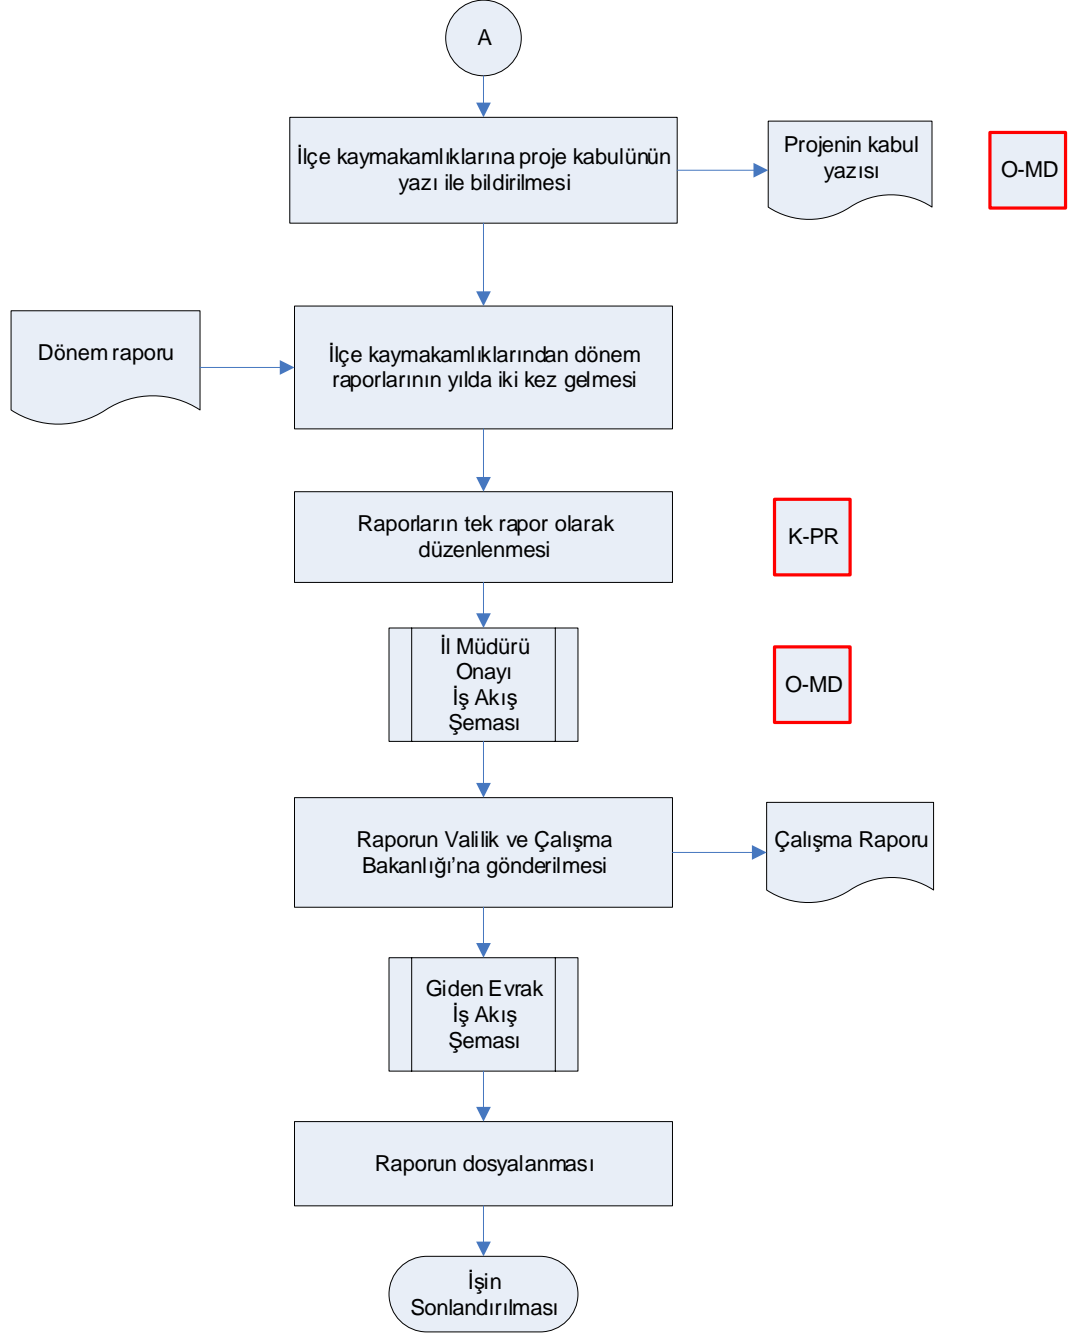 A
İlçe kaymakamlıklarına proje kabulünün
yazı ile bildirilmesi
Projenin kabul
yazısı
O-MD
Dönem raporu
İlçe kaymakamlıklarından dönem
raporlarının yılda iki kez gelmesi
Raporların tek rapor olarak
düzenlenmesi
K-PR
İl Müdürü
Onayı
İş Akış
Şeması
O-MD
Raporun Valilik ve Çalışma
Bakanlığı’na gönderilmesi
Çalışma Raporu
Giden Evrak
İş Akış
Şeması
Raporun dosyalanması
İşin
Sonlandırılması